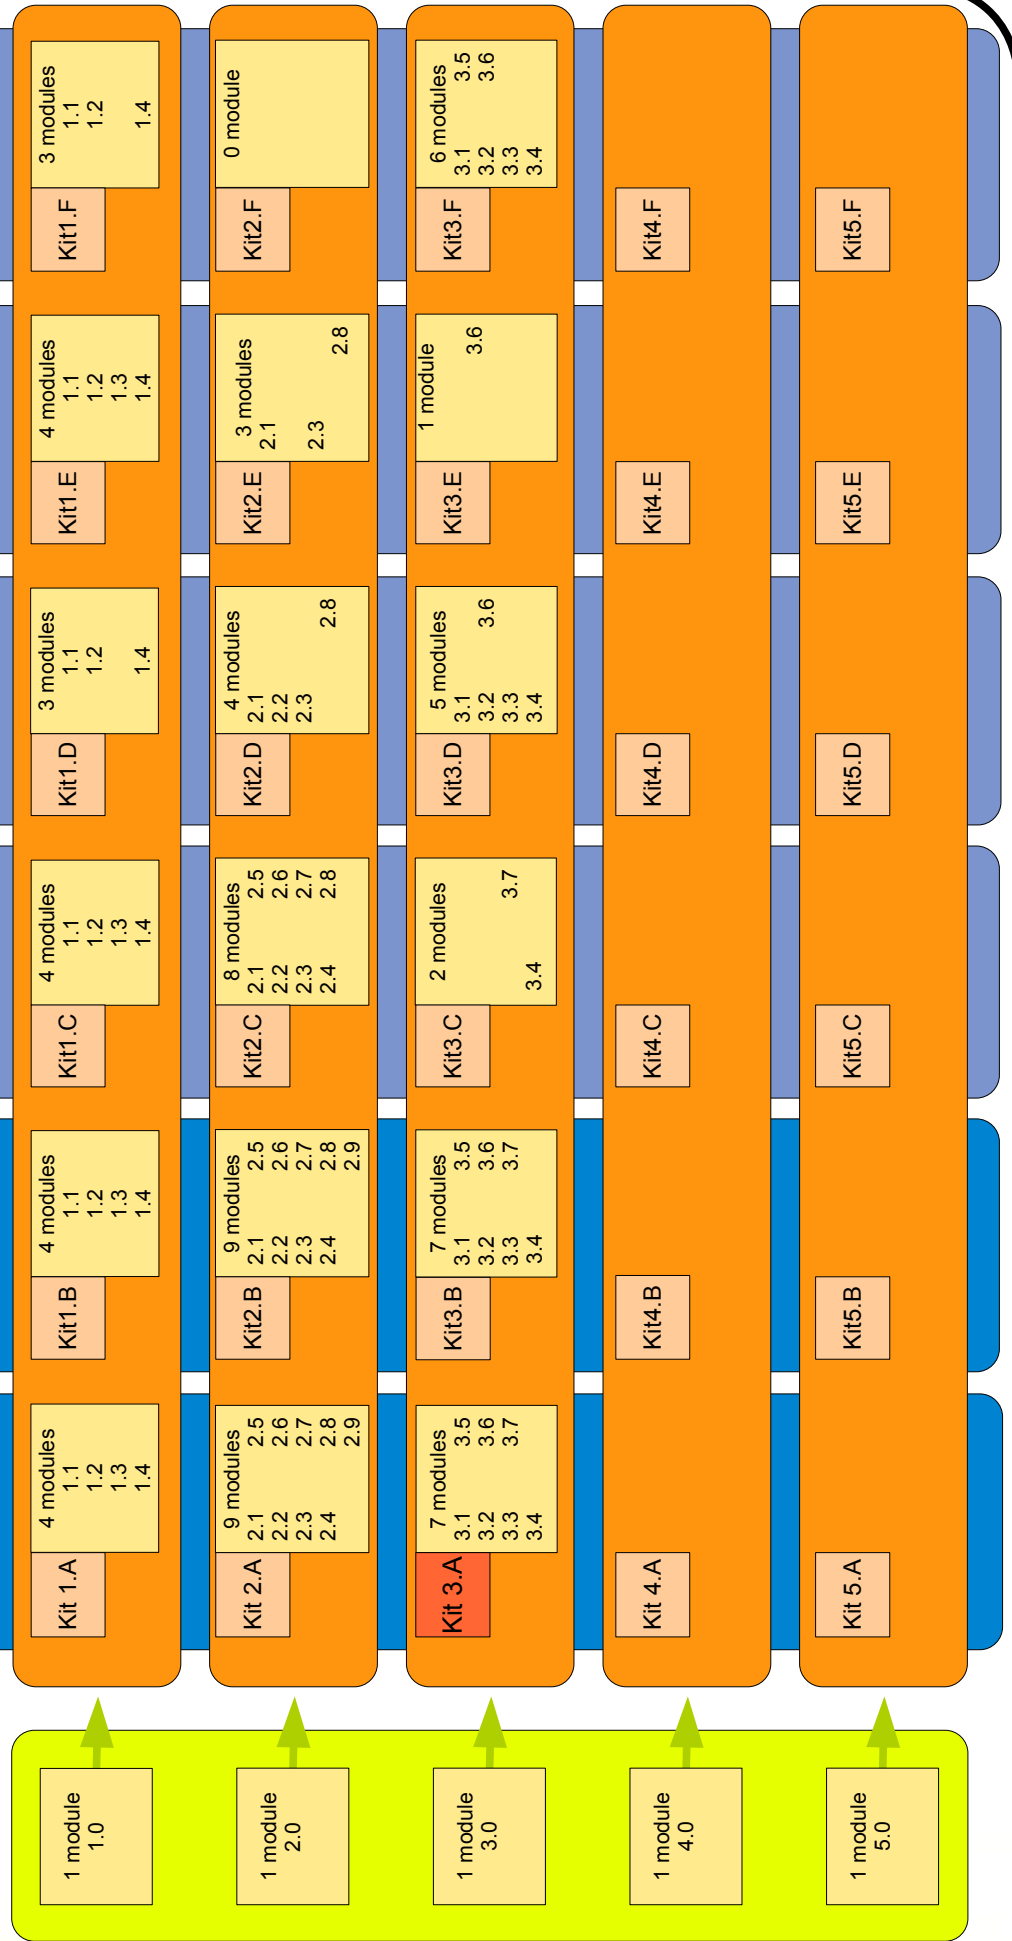 1 module
1.0
Kit 1.A
4 modules
1.1
1.2
1.3
1.4
Kit1.B
4 modules
1.1
1.2
1.3
1.4
Kit1.C
4 modules
1.1
1.2
1.3
1.4
Kit1.D
3 modules
1.1
1.2
1.4
Kit1.E
4 modules
1.1
1.2
1.3
1.4
Kit1.F
3 modules
1.1
1.2
1.4
1 module
2.0
Kit 2.A
9 modules
2.1 2.5
2.2 2.6
2.3 2.7
2.4 2.8
2.9
Kit2.B
9 modules
2.1 2.5
2.2 2.6
2.3 2.7
2.4 2.8
2.9
Kit2.C
8 modules
2.1 2.5
2.2 2.6
2.3 2.7
2.4 2.8
Kit2.D
4 modules
2.1
2.2
2.3
2.8
Kit2.E
3 modules
2.1
2.3
2.8
Kit2.F
0 module
1 module
3.0
Kit 3.A
7 modules
3.1 3.5
3.2 3.6
3.3 3.7
3.4
Kit3.B
7 modules
3.1 3.5
3.2 3.6
3.3 3.7
3.4
Kit3.C
2 modules
3.7
3.4
Kit3.D
5 modules
3.1
3.2 3.6
3.3
3.4
Kit3.E
1 module
3.6
Kit3.F
6 modules
3.1 3.5
3.2 3.6
3.3
3.4
1 module
4.0
Kit 4.A
Kit4.B
Kit4.C
Kit4.D
Kit4.E
Kit4.F
1 module
5.0
Kit 5.A
Kit5.B
Kit5.C
Kit5.D
Kit5.E
Kit5.F